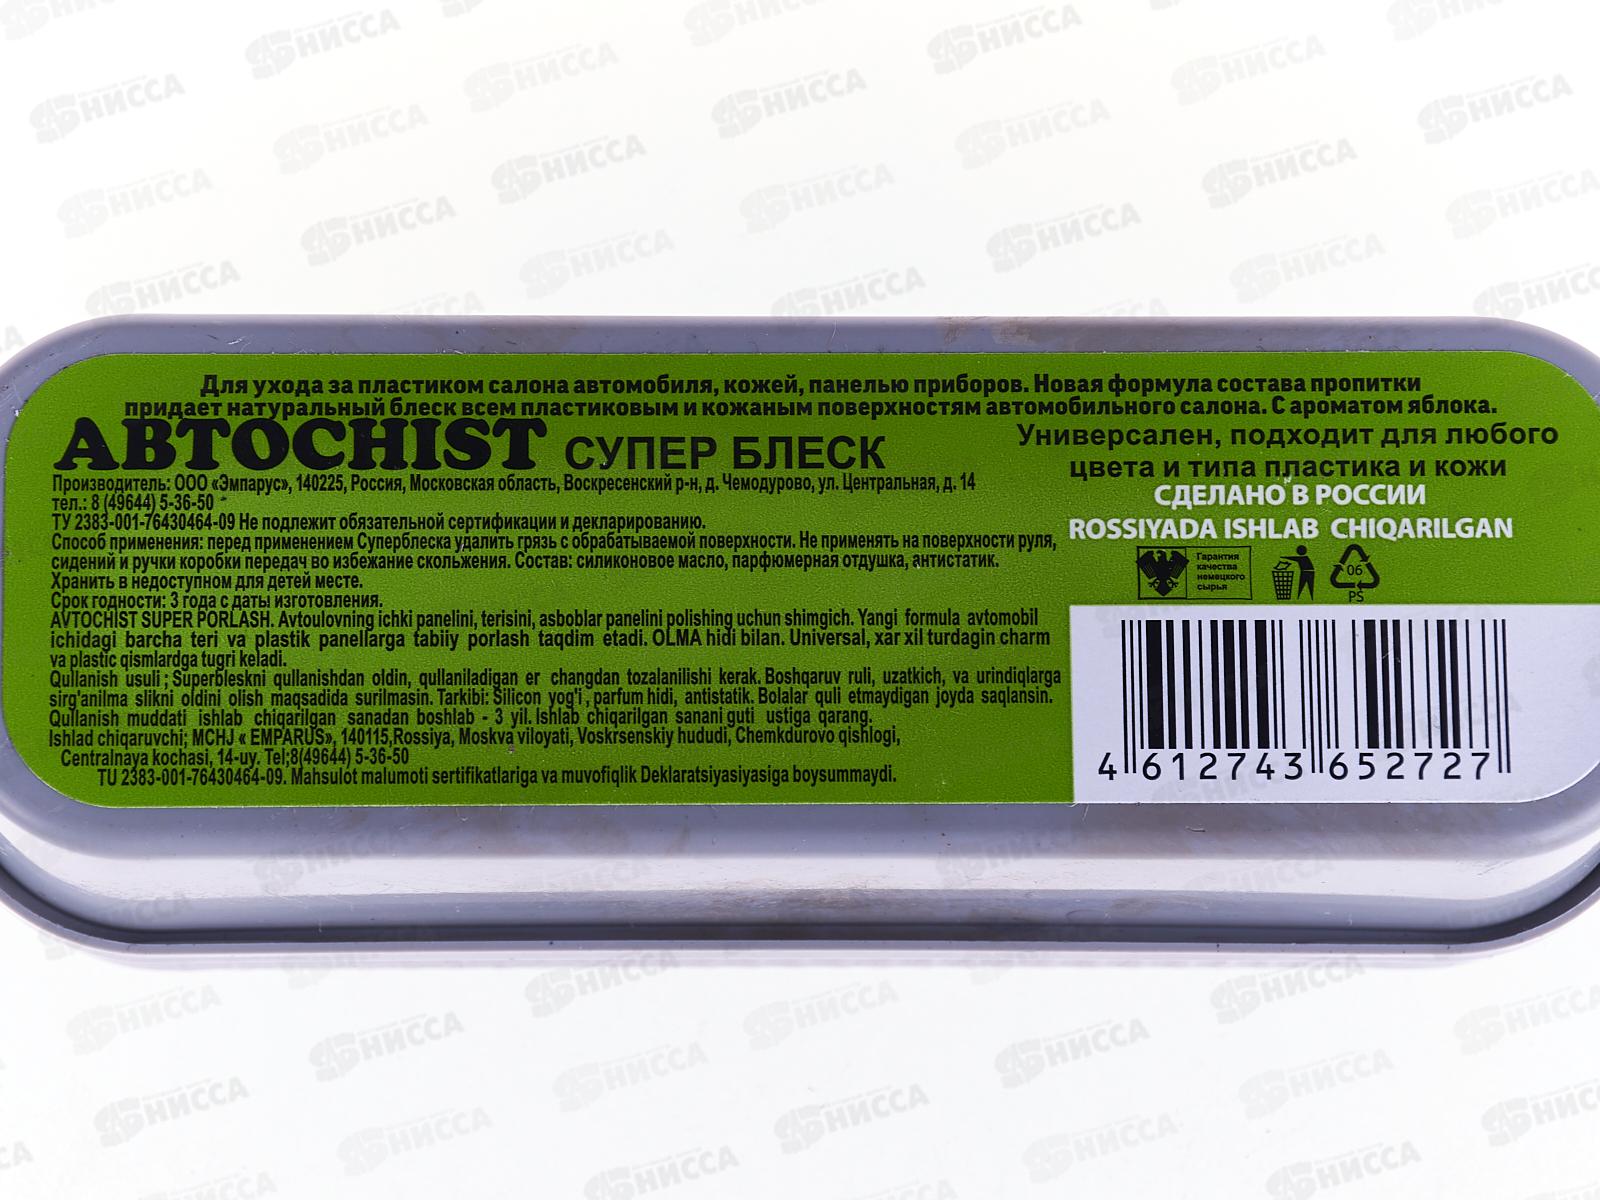 Для ухода за пластиком салона автомобиля, кожей, панелью приборов. Новая формула состава пропитки
придает натуральный блеск всем пластиковым и кожаным поверхностям автомобильного салона. С ароматом яблока.
АВТОCHIST СУПЕР БЛЕСК
Универсален, подходит для любого
цвета и типа пластика и кожи
СДЕЛАНО В РОССИИ
ROSSIYADA ISHLAB CHIQARILGAN
Производитель: ООО «Эмпарус», 140225, Россия, Московская область, Воскресенский р-н, д. Чемодурово, ул. Центральная, д. 14
тел.: 8 (49644) 5-36-50
ТУ 2383-001-76430464-09 Не подлежит обязательной сертификации и декларированию.
Способ применения: перед применением Суперблеска удалить грязь с обрабатываемой поверхности. Не применять на поверхности руля,
сидений и ручки коробки передач во избежание скольжения. Состав: силиконовое масло, парфюмерная отдушка, антистатик.
Хранить в недоступном для детей месте.
Срок годности: 3 года с даты изготовления.
AVTOCHIST SUPER PORLASH. Avtoulovning ichki panelini, terisini, asboblar panelini polishing uchun shimgich. Yangi formula avtomobil
ichidagi barcha teri va plastik panellarga tabiiy porlash taqdim etadi. OLMA hidi bilan. Universal, xar xil turdagin charm
va plastic qismlardga tugri keladi.
Qullanish usuli ; Superbleskni qullanishdan oldin, qullaniladigan er changdan tozalanilishi kerak. Boshqaruv ruli, uzatkich, va urindiqlarga
sirg'anilma slikni oldini olish maqsadida surilmasin. Tarkibi: Silicon yog'i, parfum hidi, antistatik. Bolalar quli etmaydigan joyda saqlansin.
Qullanish muddati ishlab chiqarilgan sanadan boshlab - 3 yil. Ishlab chiqarilgan sanani guti ustiga qarang.
Ishlad chiqaruvchi; MCHJ « EMPARUS», 140115,Rossiya, Moskva viloyati, Voskrsenskiy hududi, Chemkdurovo qishlogi,
Centralnaya kochasi, 14-uy. Tel;8(49644) 5-36-50
TU 2383-001-76430464-09. Mahsulot malumoti sertifikatlariga va muvofiqlik Deklaratsiyasiyasiga boysummaydi.
Гарантия
качества
немецкого
сырья
06
PS
4 612743 652727
НИССА